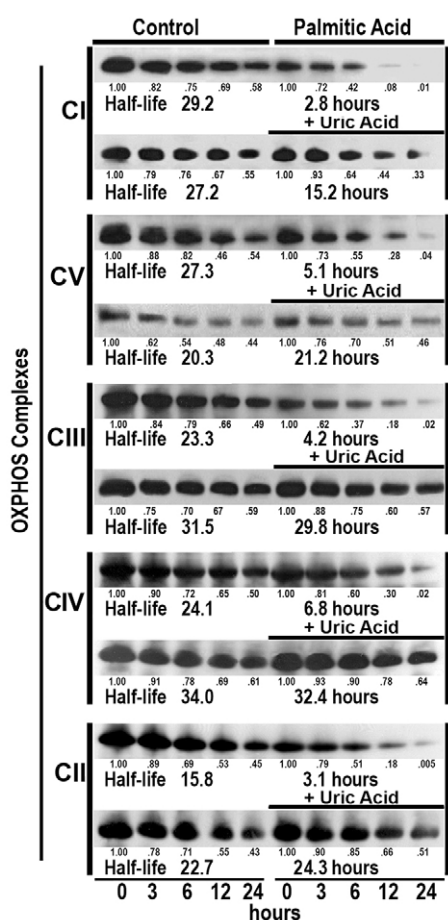 Control Palmitic Acid
OXPHOS Complexes
CI
1.00 .82 .75 .69 .58 1.00 .72 .42 .08 .01
Half-life 29.2 2.8 hours
+ Uric Acid
1.00 .79 .76 .67 .55 1.00 .93 .64 .44 .33
Half-life 27.2 15.2 hours
CV
1.00 .88 .82 .46 .54 1.00 .73 .55 .28 .04
Half-life 27.3 5.1 hours
+ Uric Acid
1.00 .62 .54 .48 .44 1.00 .76 .70 .51 .46
Half-life 20.3 21.2 hours
CIII
1.00 .84 .79 .66 .49 1.00 .62 .37 .18 .02
Half-life 23.3 4.2 hours
+ Uric Acid
1.00 .75 .70 67 .59 1.00 .88 .75 .60 .57
Half-life 31.5 29.8 hours
CIV
1.00 .90 .72 .65 .50 1.00 .81 .60 .30 .02
Half-life 24.1 6.8 hours
+ Uric Acid
1.00 .91 .78 .69 .61 1.00 .93 .90 .78 .64
Half-life 34.0 32.4 hours
CII
1.00 .89 .69 .53 .45 1.00 .79 .51 .18 .005
Half-life 15.8 3.1 hours
+ Uric Acid
1.00 .78 .71 .55 .43 1.00 .90 .85 .66 .51
Half-life 22.7 24.3 hours
0 3 6 12 24 0 3 6 12 24
hours